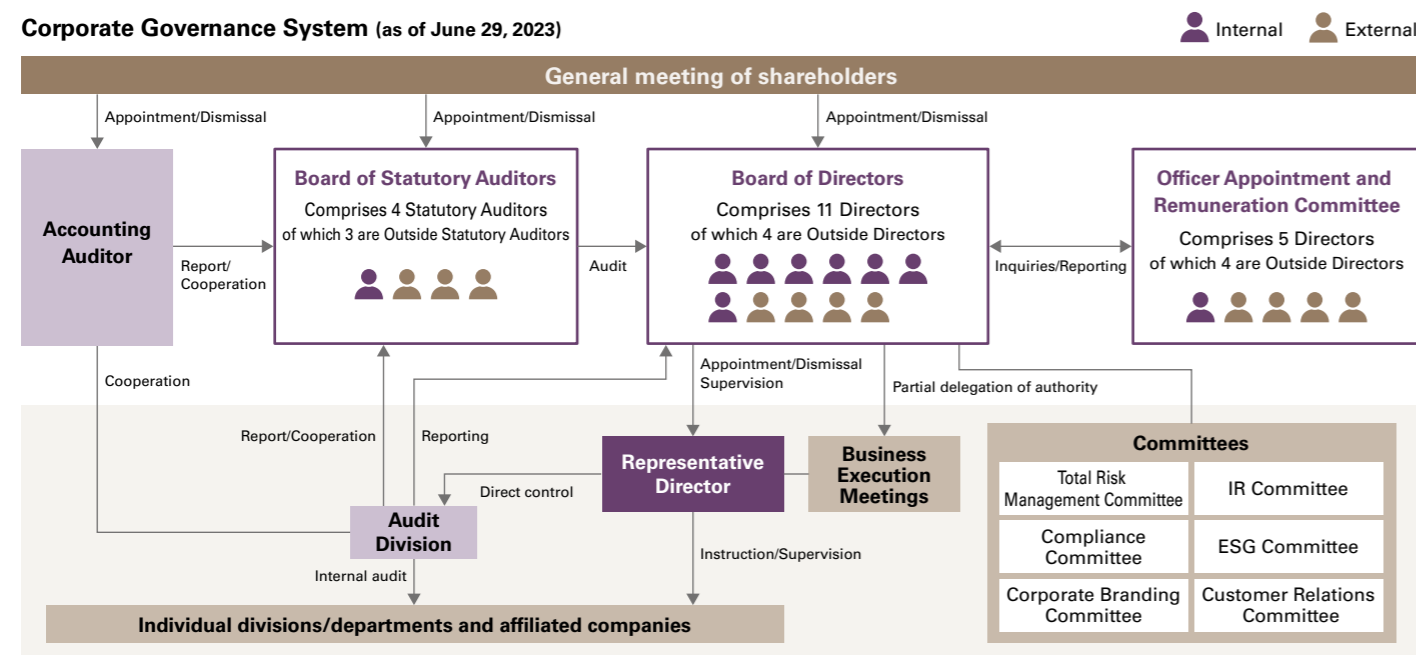 Corporate Governance System (as of June 29, 2023)
Internal
External
General meeting of shareholders
Appointment/Dismissal
Appointment/Dismissal
Appointment/Dismissal
Accounting
Auditor
Report/
Cooperation
Board of Statutory Auditors
Comprises 4 Statutory Auditors
of which 3 are Outside Statutory Auditors
Audit
Board of Directors
Comprises 11 Directors
of which 4 are Outside Directors
Inquiries/Reporting
Officer Appointment and
Remuneration Committee
Comprises 5 Directors
of which 4 are Outside Directors
Cooperation
Appointment/Dismissal
Supervision
Partial delegation of authority
Report/Cooperation
Reporting
Representative
Director
Business
Execution
Meetings
Direct control
Audit
Division
Internal audit
Instruction/Supervision
Individual divisions/departments and affiliated companies
Committees
Total Risk
Management Committee
IR Committee
Compliance
Committee
ESG Committee
Corporate Branding
Committee
Customer Relations
Committee